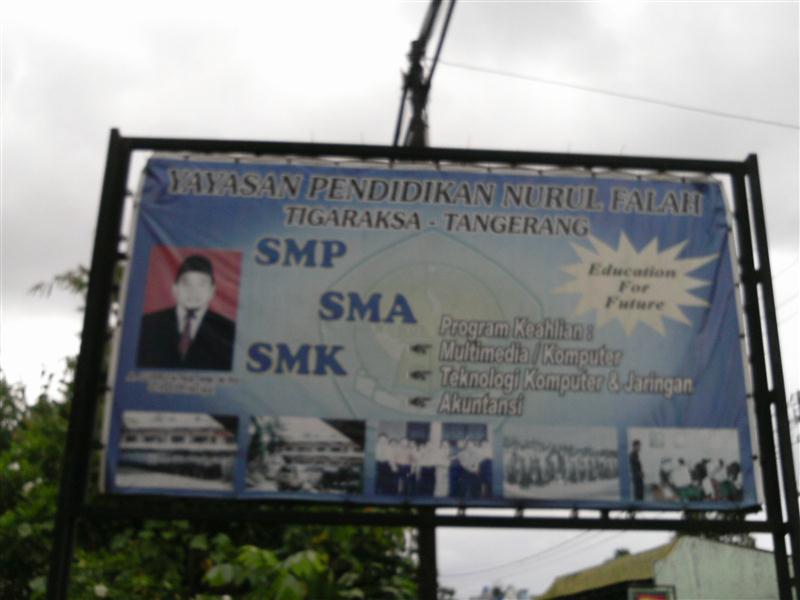 YAYASAN PENDIDIKAN NURUL FALAH
TIGARAKSA - TANGERANG
SMP
SMA
SMK
Education
For
Future
Program Keahlian :
Multimedia / Komputer
Teknologi Komputer & Jaringan
Akuntansi